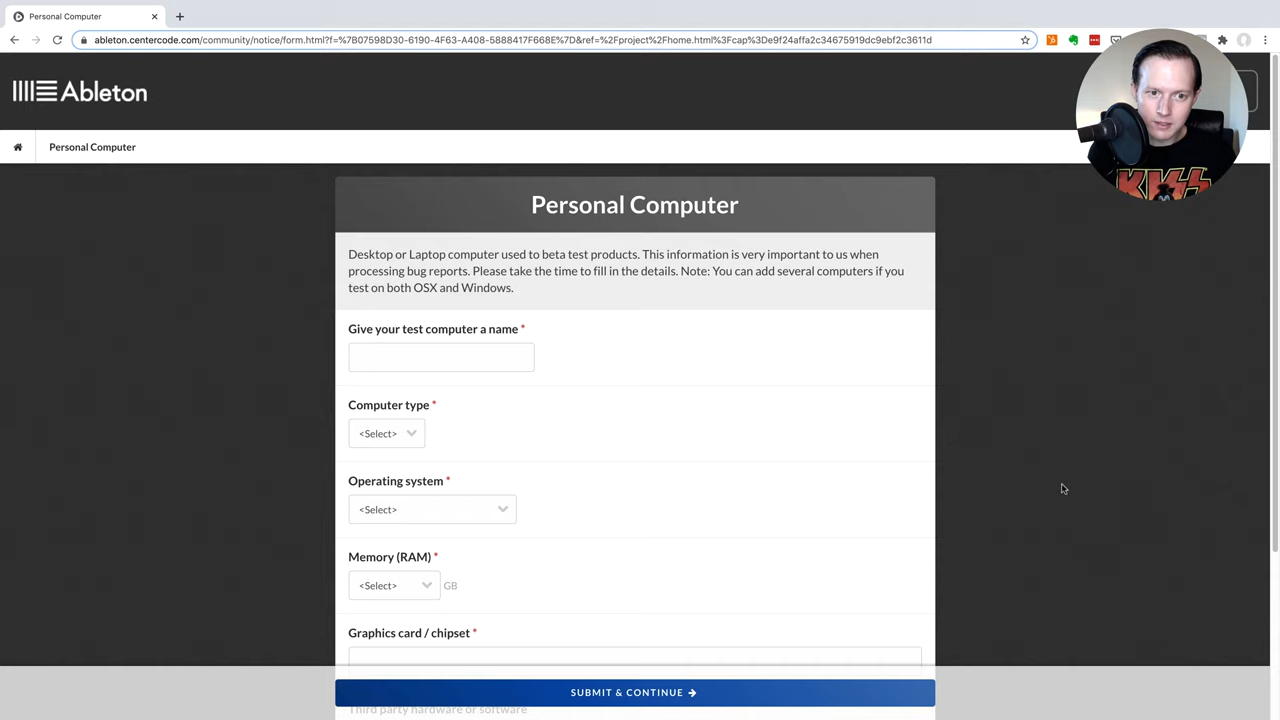 Personal Computer
ableton.centercode.com/community/notice/form.html?f=%7B07598D30-6190-4F63-A408-5888417F668E%7D&ref=%2Fproject%2Fhome.html%3Fcap%3De9f24affa2c34675919dc9ebf2c3611d
Ableton
Personal Computer
Personal Computer
Desktop or Laptop computer used to beta test products. This information is very important to us when
processing bug reports. Please take the time to fill in the details. Note: You can add several computers if you
test on both OSX and Windows.
Give your test computer a name *
Computer type *
<Select>
Operating system *
<Select>
Memory (RAM) *
<Select> GB
Graphics card / chipset *
SUBMIT & CONTINUE →
Third party hardware or software
KISS